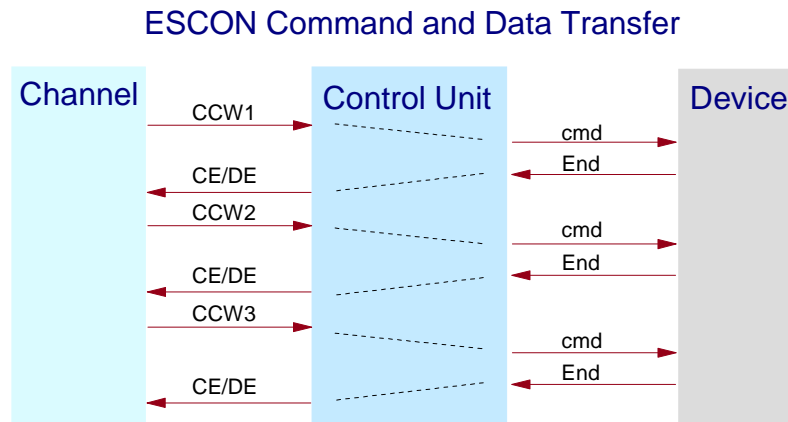 ESCON Command and Data Transfer
Channel
Control Unit
Device
CCW1
cmd
End
CE/DE
CCW2
cmd
End
CE/DE
CCW3
cmd
End
CE/DE